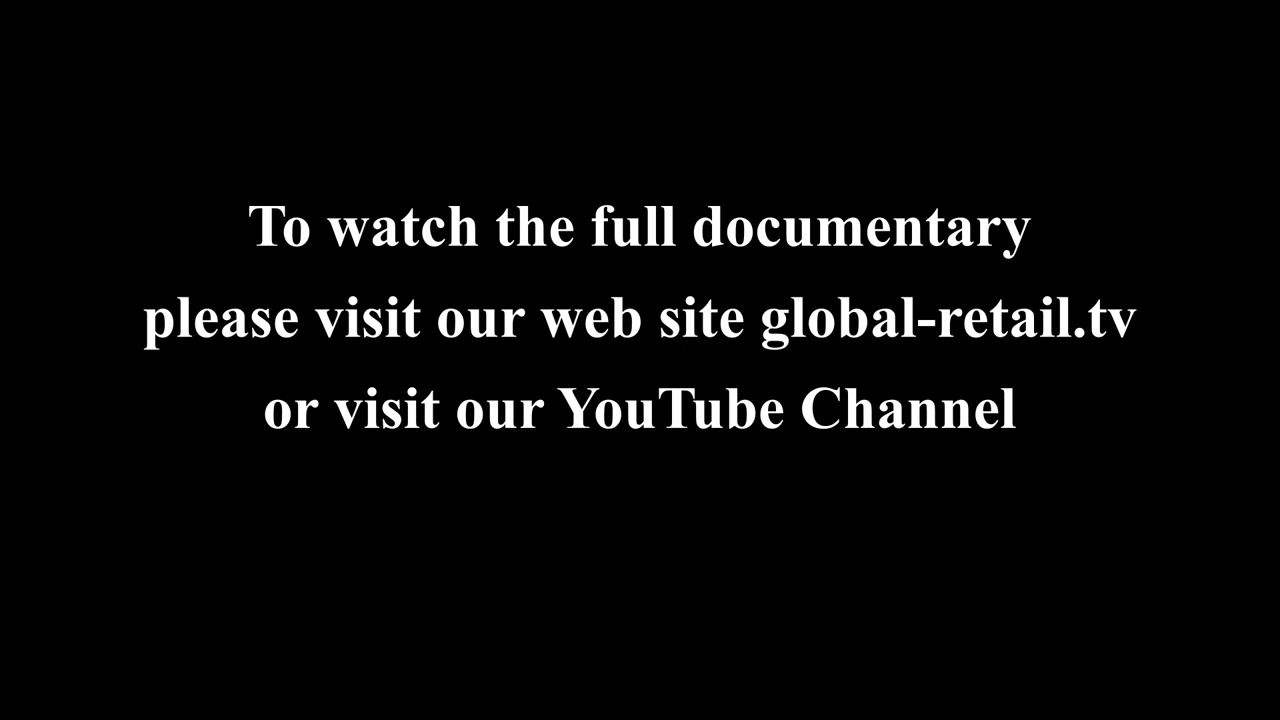 To watch the full documentary
please visit our web site global-retail.tv
or visit our YouTube Channel